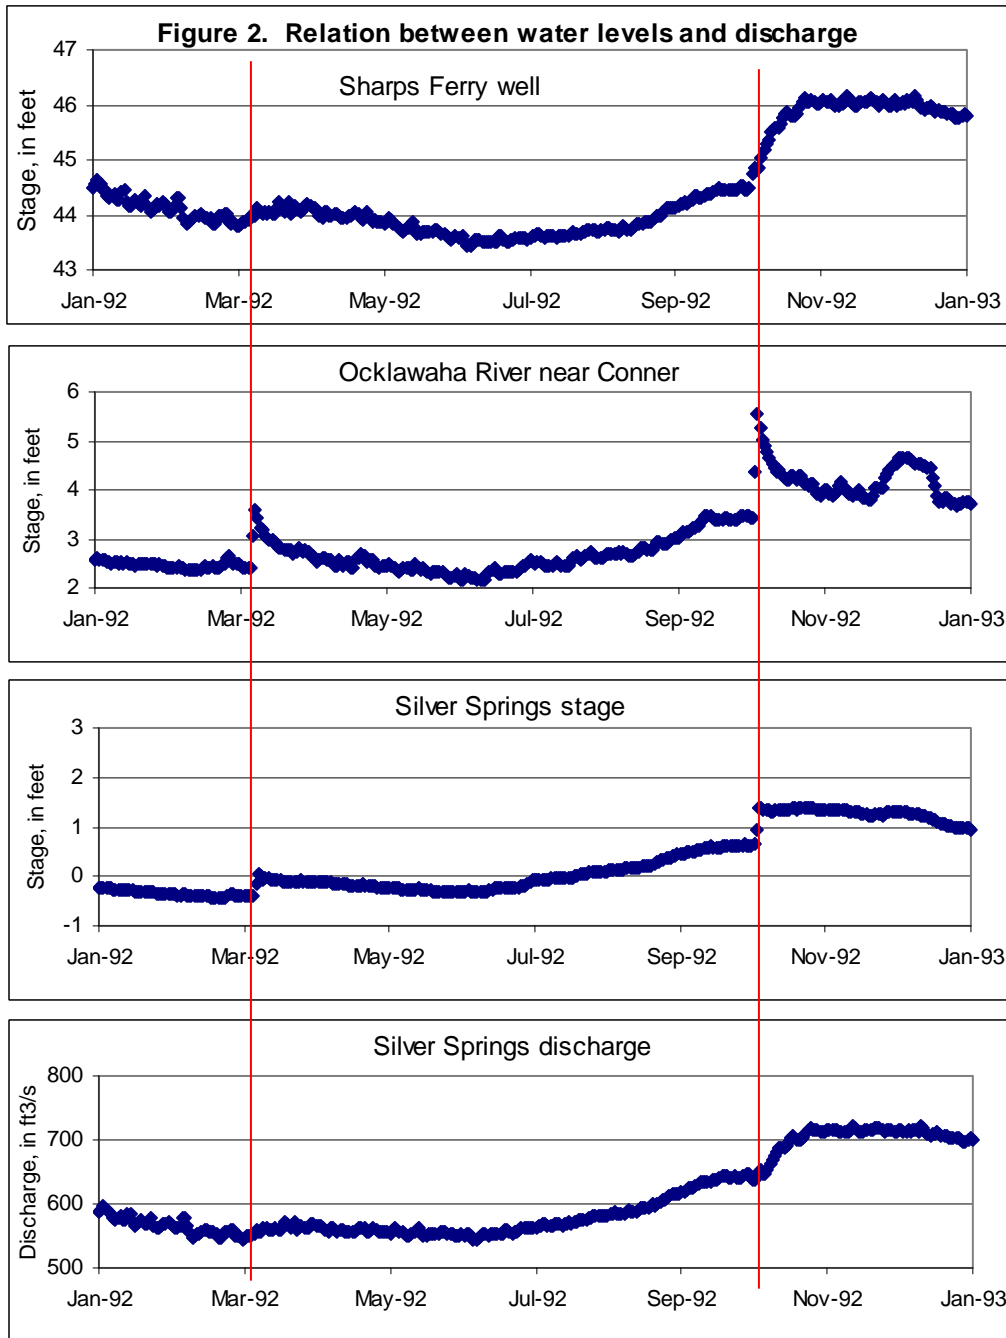 Figure 2. Relation between water levels and discharge
Sharps Ferry well
Stage, in feet
47
46
45
44
43
Jan-92 Mar-92 May-92 Jul-92 Sep-92 Nov-92 Jan-93
Ocklawaha River near Conner
Stage, in feet
6
5
4
3
2
Jan-92 Mar-92 May-92 Jul-92 Sep-92 Nov-92 Jan-93
Silver Springs stage
Stage, in feet
3
2
1
0
-1
Jan-92 Mar-92 May-92 Jul-92 Sep-92 Nov-92 Jan-93
Silver Springs discharge
Discharge, in ft3/s
800
700
600
500
Jan-92 Mar-92 May-92 Jul-92 Sep-92 Nov-92 Jan-93